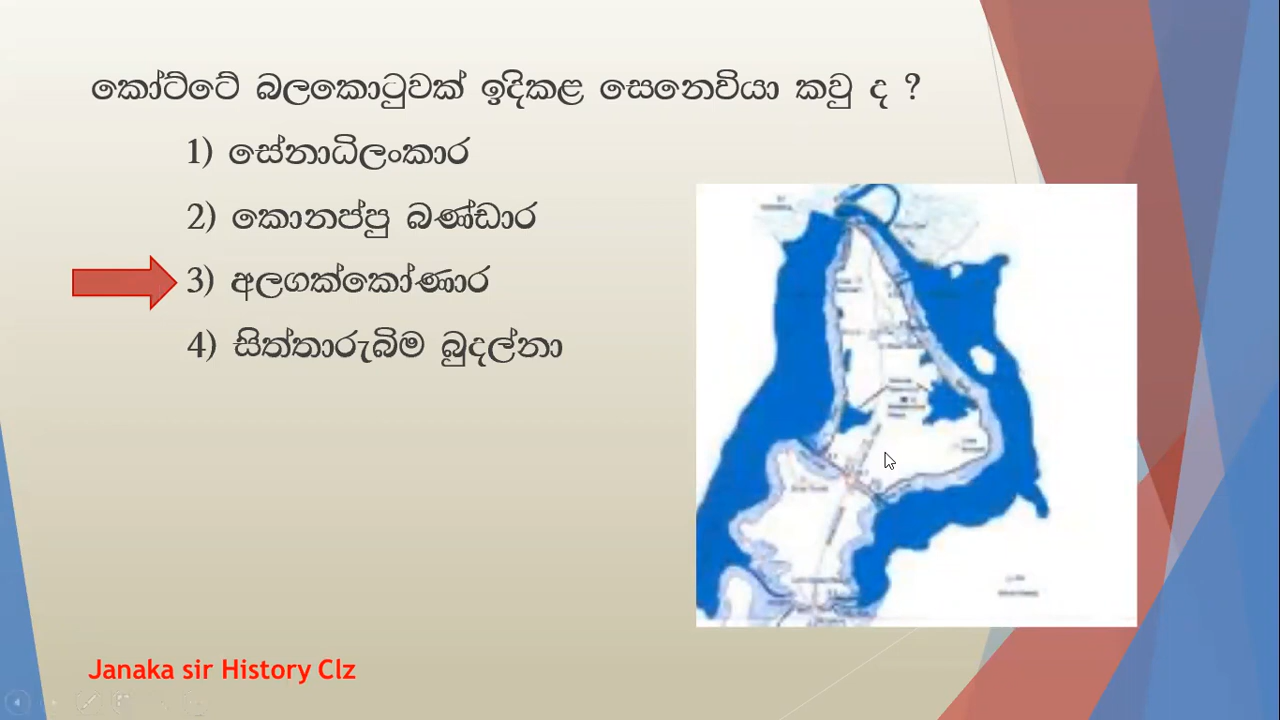 කෝට්ටේ බලකොටුවක් ඉදිකළ සෙනෙවියා කවු ද ?
1) සේනාධිලංකාර
2) කොනප්පු බණ්ඩාර
3) අලගක්කෝණාර
4) සිත්තාරුබිම බුදල්නා
Janaka sir History Clz